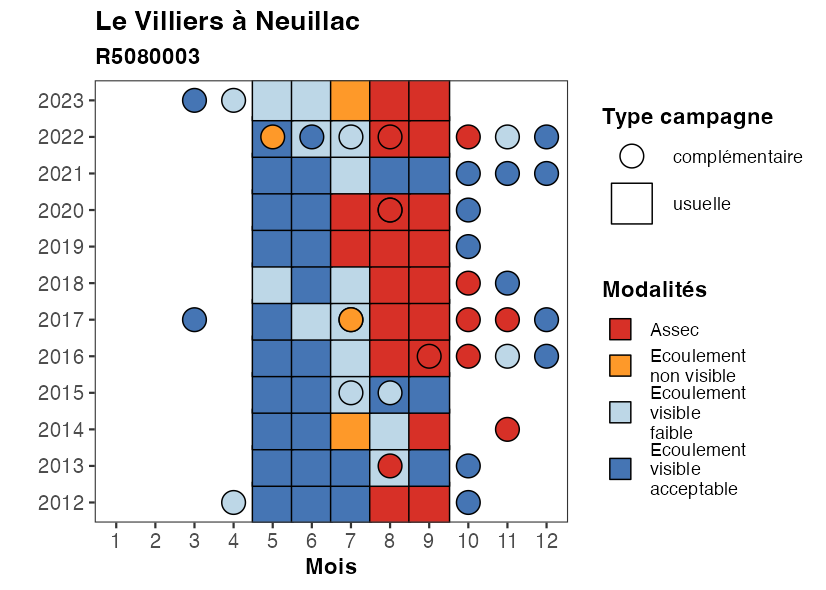 Le Villiers à Neuillac
R5080003
2023
2022
2021
2020
2019
2018
2017
2016
2015
2014
2013
2012
1 2 3 4 5 6 7 8 9 10 11 12
Mois
Type campagne
complémentaire
usuelle
Modalités
Assec
Ecoulement
non visible
Ecoulement
visible
faible
Ecoulement
visible
acceptable